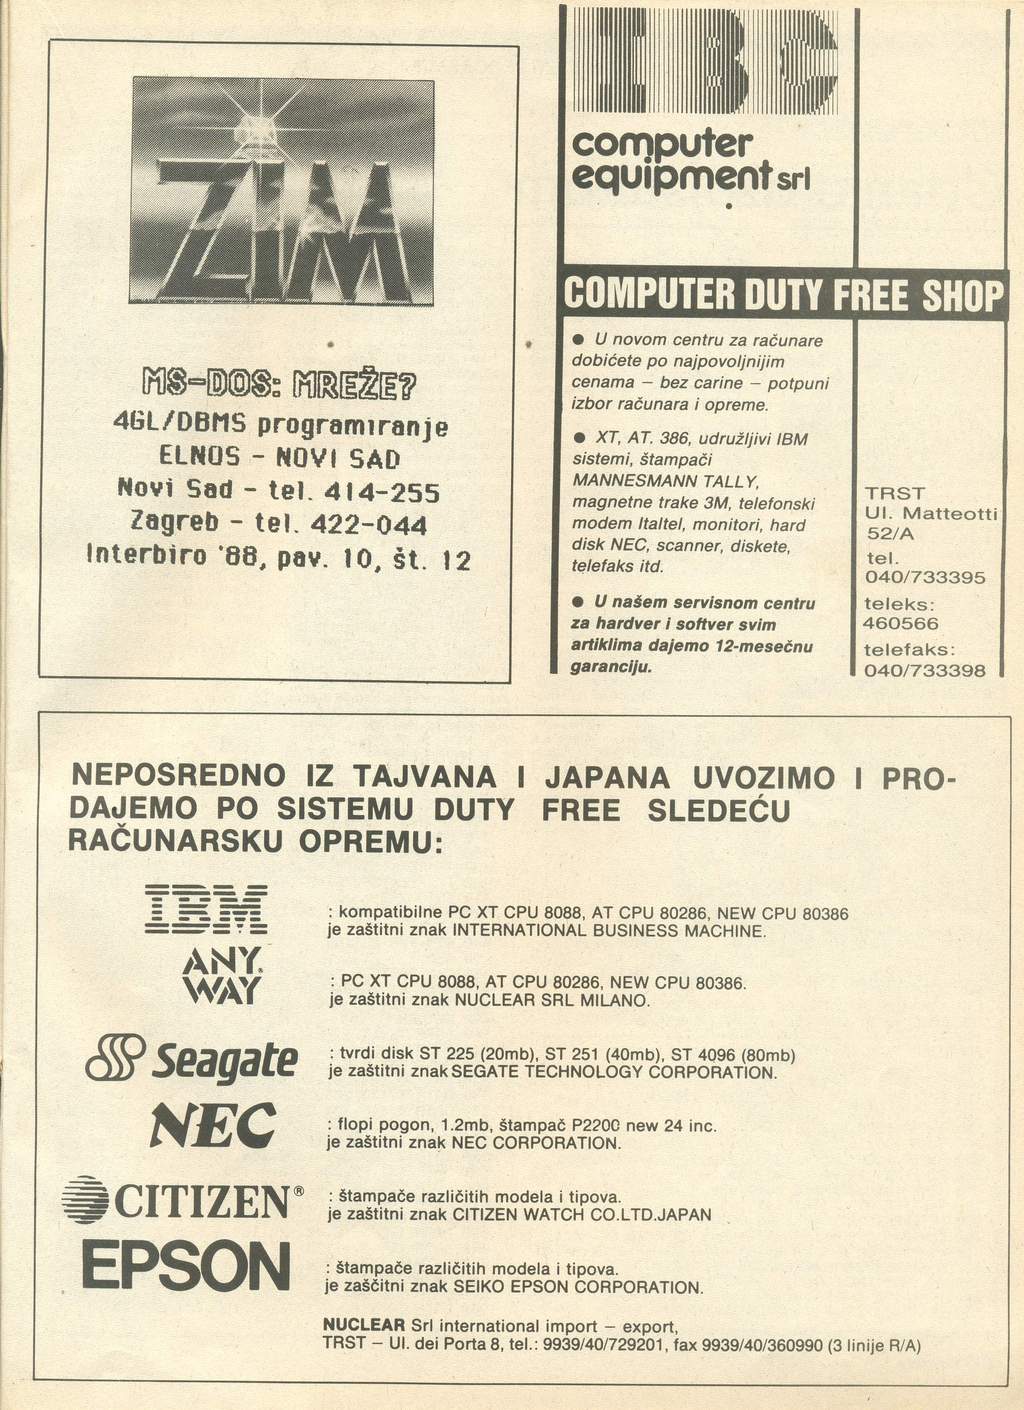 ZIM
MS-DOS: MREŽE?
4GL/DBMS programiranje
ELNOS - NOVI SAD
Novi Sad - tel. 414-255
Zagreb - tel. 422-044
Interbiro '88, pav. 10, št. 12
IBC
computer
equipment srl
COMPUTER DUTY FREE SHOP
● U novom centru za računare
dobićete po najpovoljnijim
cenama – bez carine – potpuni
izbor računara i opreme.
● XT, AT. 386, udružljivi IBM
sistemi, štampači
MANNESMANN TALLY,
magnetne trake 3M, telefonski
modem Italtel, monitori, hard
disk NEC, scanner, diskete,
telefaks itd.
● U našem servisnom centru
za hardver i softver svim
artiklima dajemo 12-mesečnu
garanciju.
TRST
Ul. Matteotti
52/A
tel.
040/733395
teleks:
460566
telefaks:
040/733398
NEPOSREDNO IZ TAJVANA I JAPANA UVOZIMO I PRO-
DAJEMO PO SISTEMU DUTY FREE SLEDEĆU
RAČUNARSKU OPREMU:
IBM
: kompatibilne PC XT CPU 8088, AT CPU 80286, NEW CPU 80386
je zaštitni znak INTERNATIONAL BUSINESS MACHINE.
ANY.
WAY
: PC XT CPU 8088, AT CPU 80286, NEW CPU 80386.
je zaštitni znak NUCLEAR SRL MILANO.
Seagate
: tvrdi disk ST 225 (20mb), ST 251 (40mb), ST 4096 (80mb)
je zaštitni znak SEGATE TECHNOLOGY CORPORATION.
NEC
: flopi pogon, 1.2mb, štampač P2200 new 24 inc.
je zaštitni znak NEC CORPORATION.
CITIZEN®
: štampače različitih modela i tipova.
je zaštitni znak CITIZEN WATCH CO.LTD.JAPAN
EPSON
: štampače različitih modela i tipova.
je zaščitni znak SEIKO EPSON CORPORATION.
NUCLEAR Srl international import – export,
TRST – Ul. dei Porta 8, tel.: 9939/40/729201, fax 9939/40/360990 (3 linije R/A)